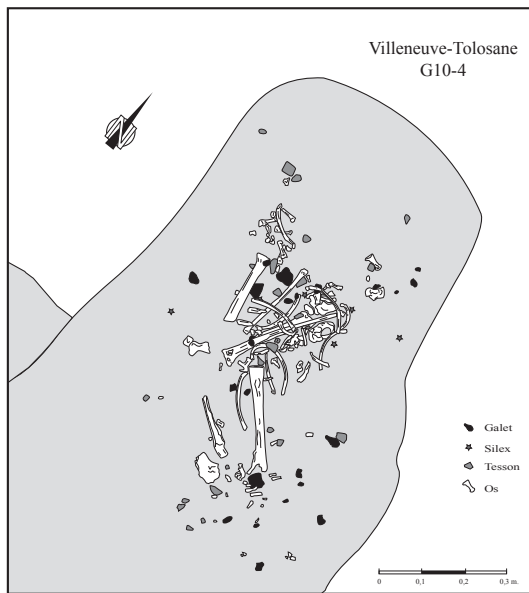 Villeneuve-Tolosane
G10-4
N
Galet
Silex
Tesson
Os
0 0,1 0,2 0,3 m.